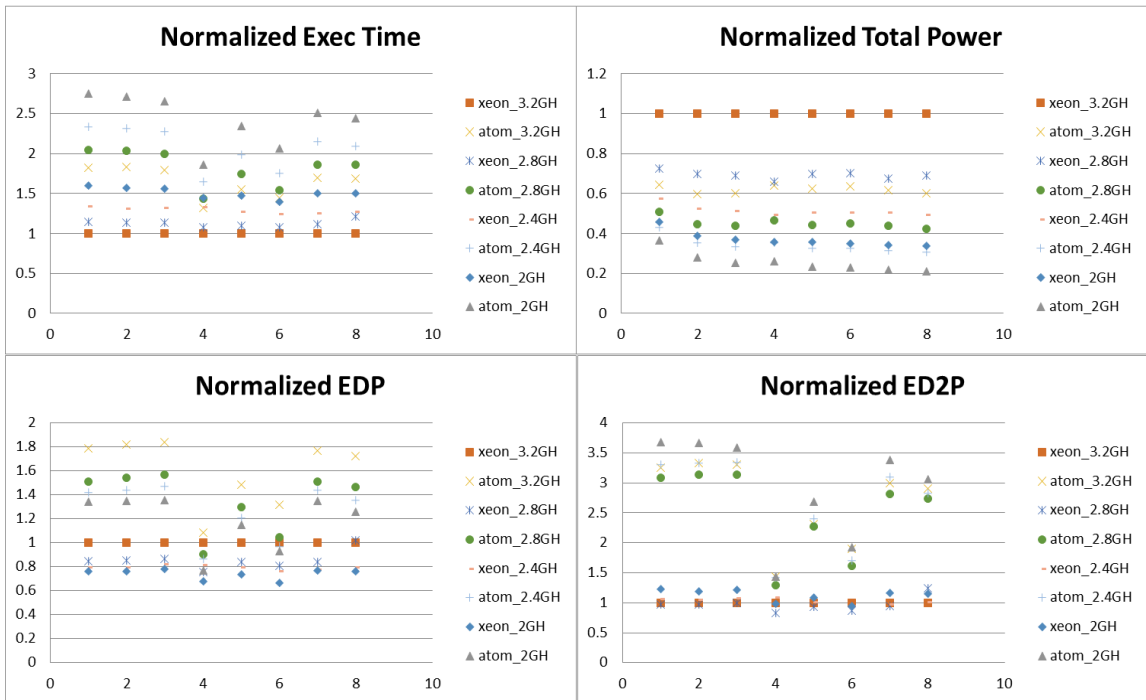 Normalized Exec Time
3
2.5
2
1.5
1
0.5
0
0 2 4 6 8 10
xeon_3.2GH
atom_3.2GH
xeon_2.8GH
atom_2.8GH
xeon_2.4GH
atom_2.4GH
xeon_2GH
atom_2GH
Normalized Total Power
1.2
1
0.8
0.6
0.4
0.2
0
0 2 4 6 8 10
xeon_3.2GH
atom_3.2GH
xeon_2.8GH
atom_2.8GH
xeon_2.4GH
atom_2.4GH
xeon_2GH
atom_2GH
Normalized EDP
2
1.8
1.6
1.4
1.2
1
0.8
0.6
0.4
0.2
0
0 2 4 6 8 10
xeon_3.2GH
atom_3.2GH
xeon_2.8GH
atom_2.8GH
xeon_2.4GH
atom_2.4GH
xeon_2GH
atom_2GH
Normalized ED2P
4
3.5
3
2.5
2
1.5
1
0.5
0
0 2 4 6 8 10
xeon_3.2GH
atom_3.2GH
xeon_2.8GH
atom_2.8GH
xeon_2.4GH
atom_2.4GH
xeon_2GH
atom_2GH